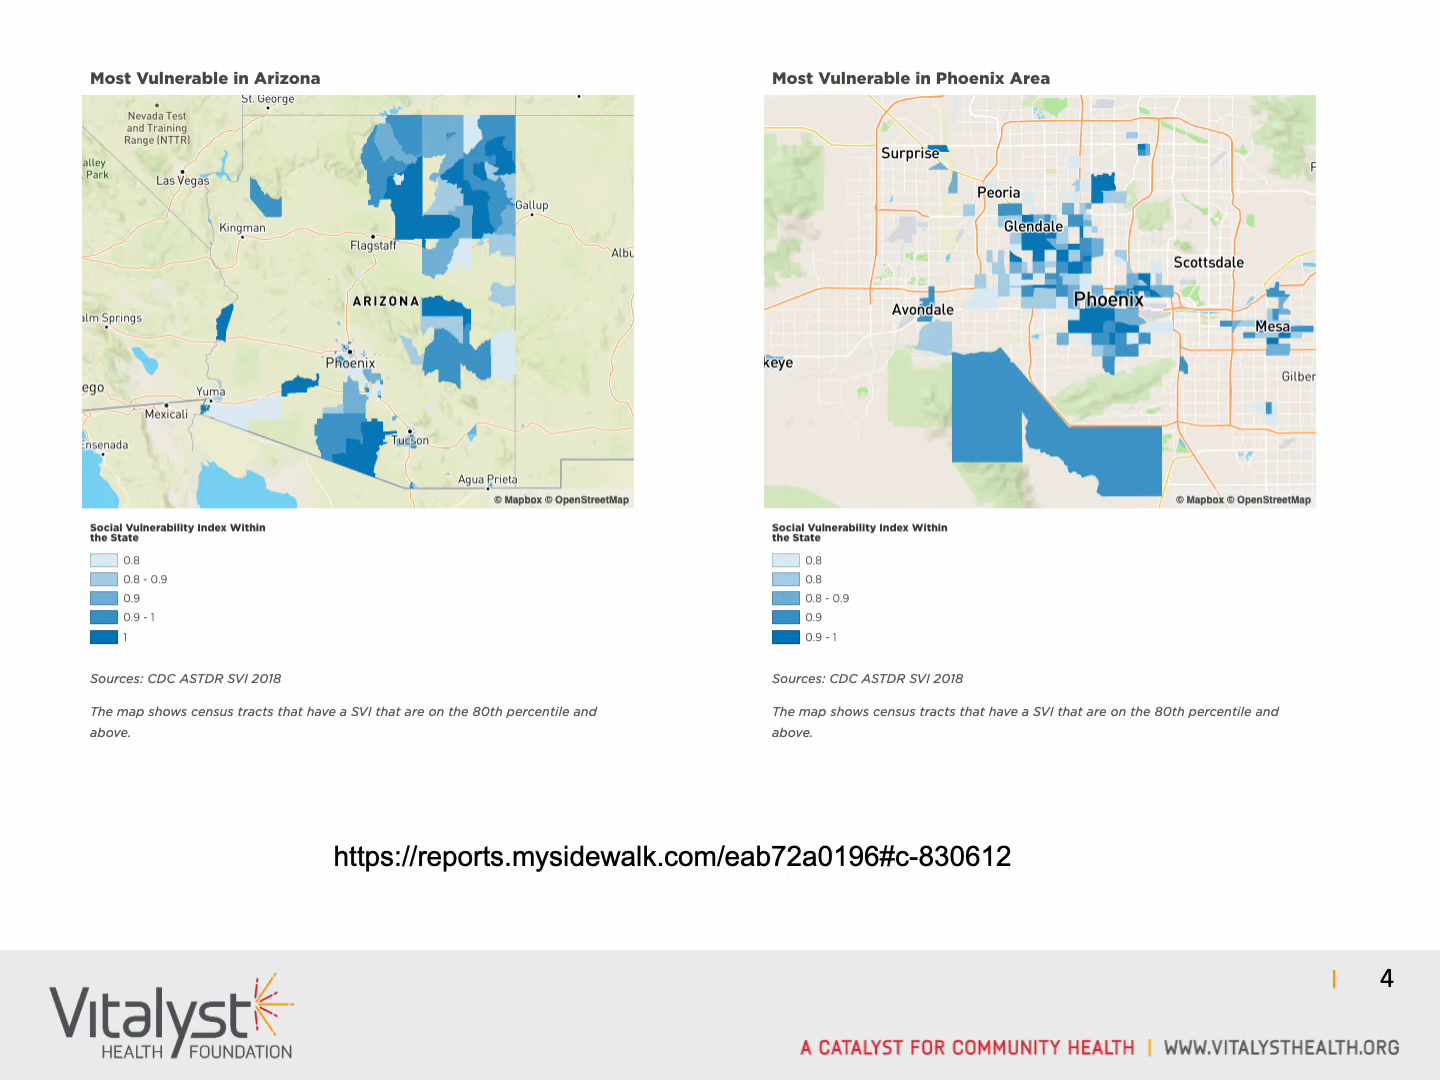 Most Vulnerable in Arizona
St. George
Nevada Test
and Training
Range (NTTR)
alley
Park
Las Vegas
Kingman
Flagstaff
Gallup
Albu
ARIZONA
alm Springs
Phoenix
ego
Yuma
Mexicali
Ensenada
Tucson
Agua Prieta
© Mapbox © OpenStreetMap
Social Vulnerability Index Within
the State
0.8
0.8 - 0.9
0.9
0.9 - 1
1
Sources: CDC ASTDR SVI 2018
The map shows census tracts that have a SVI that are on the 80th percentile and
above.
Most Vulnerable in Phoenix Area
Surprise
Peoria
Glendale
Scottsdale
Phoenix
Avondale
Mesa
keye
Gilber
F
© Mapbox © OpenStreetMap
Social Vulnerability Index Within
the State
0.8
0.8
0.8 - 0.9
0.9
0.9 - 1
Sources: CDC ASTDR SVI 2018
The map shows census tracts that have a SVI that are on the 80th percentile and
above.
https://reports.mysidewalk.com/eab72a0196#c-830612
Vitalyst
HEALTH FOUNDATION
| 4
A CATALYST FOR COMMUNITY HEALTH | WWW.VITALYSTHEALTH.ORG